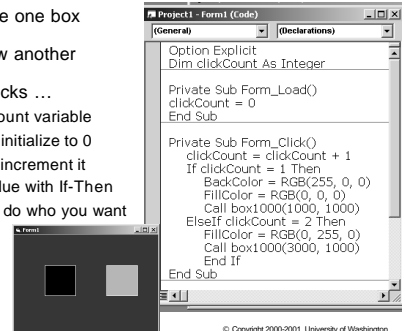 e one box
w another
cks …
ount variable
initialize to 0
increment it
lue with If-Then
do who you want
Project1 - Form1 (Code)
(General) (Declarations)
Option Explicit
Dim clickCount As Integer
Private Sub Form_Load()
clickCount = 0
End Sub
Private Sub Form_Click()
clickCount = clickCount + 1
If clickCount = 1 Then
BackColor = RGB(255, 0, 0)
FillColor = RGB(0, 0, 0)
Call box1000(1000, 1000)
ElseIf clickCount = 2 Then
FillColor = RGB(0, 255, 0)
Call box1000(3000, 1000)
End If
End Sub
Form1
© Copyright 2000-2001, University of Washington